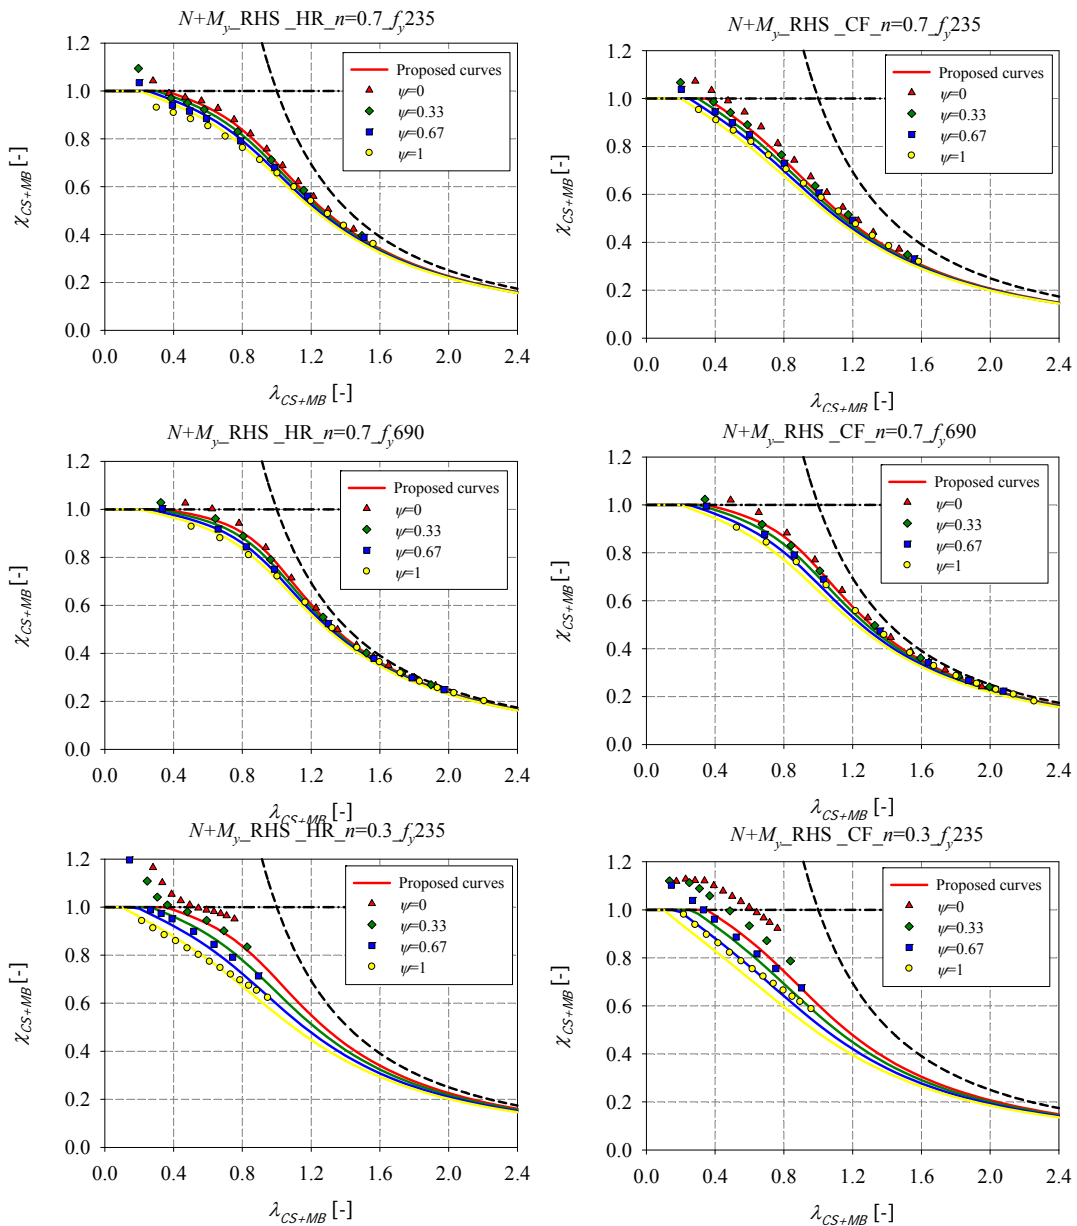 N+My_RHS _HR_n=0.7_fy235
1.2
1.0
0.8
0.6
0.4
0.2
0.0
χCS+MB [-]
Proposed curves
ψ=0
ψ=0.33
ψ=0.67
ψ=1
0.0 0.4 0.8 1.2 1.6 2.0 2.4
λCS+MB [-]
N+My_RHS _CF_n=0.7_fy235
1.2
1.0
0.8
0.6
0.4
0.2
0.0
χCS+MB [-]
Proposed curves
ψ=0
ψ=0.33
ψ=0.67
ψ=1
0.0 0.4 0.8 1.2 1.6 2.0 2.4
λCS+MB [-]
N+My_RHS _HR_n=0.7_fy690
1.2
1.0
0.8
0.6
0.4
0.2
0.0
χCS+MB [-]
Proposed curves
ψ=0
ψ=0.33
ψ=0.67
ψ=1
0.0 0.4 0.8 1.2 1.6 2.0 2.4
λCS+MB [-]
N+My_RHS _CF_n=0.7_fy690
1.2
1.0
0.8
0.6
0.4
0.2
0.0
χCS+MB [-]
Proposed curves
ψ=0
ψ=0.33
ψ=0.67
ψ=1
0.0 0.4 0.8 1.2 1.6 2.0 2.4
λCS+MB [-]
N+My_RHS _HR_n=0.3_fy235
1.2
1.0
0.8
0.6
0.4
0.2
0.0
χCS+MB [-]
Proposed curves
ψ=0
ψ=0.33
ψ=0.67
ψ=1
0.0 0.4 0.8 1.2 1.6 2.0 2.4
λCS+MB [-]
N+My_RHS _CF_n=0.3_fy235
1.2
1.0
0.8
0.6
0.4
0.2
0.0
χCS+MB [-]
Proposed curves
ψ=0
ψ=0.33
ψ=0.67
ψ=1
0.0 0.4 0.8 1.2 1.6 2.0 2.4
λCS+MB [-]